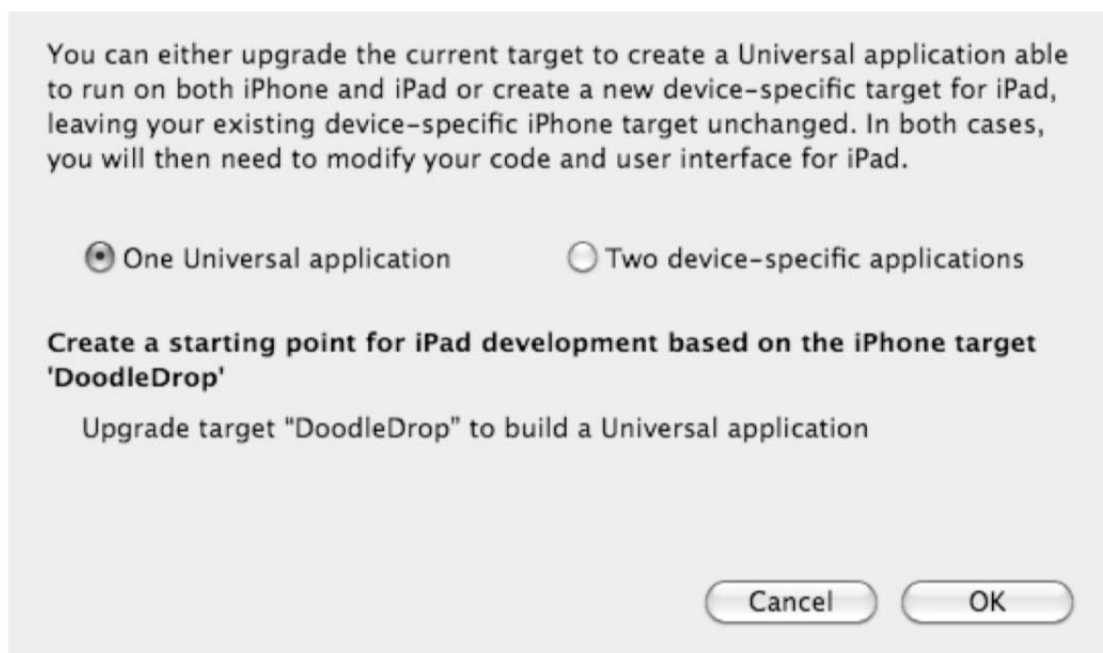 You can either upgrade the current target to create a Universal application able
to run on both iPhone and iPad or create a new device-specific target for iPad,
leaving your existing device-specific iPhone target unchanged. In both cases,
you will then need to modify your code and user interface for iPad.
One Universal application
Two device-specific applications
Create a starting point for iPad development based on the iPhone target
'DoodleDrop'
Upgrade target "DoodleDrop" to build a Universal application
Cancel
OK